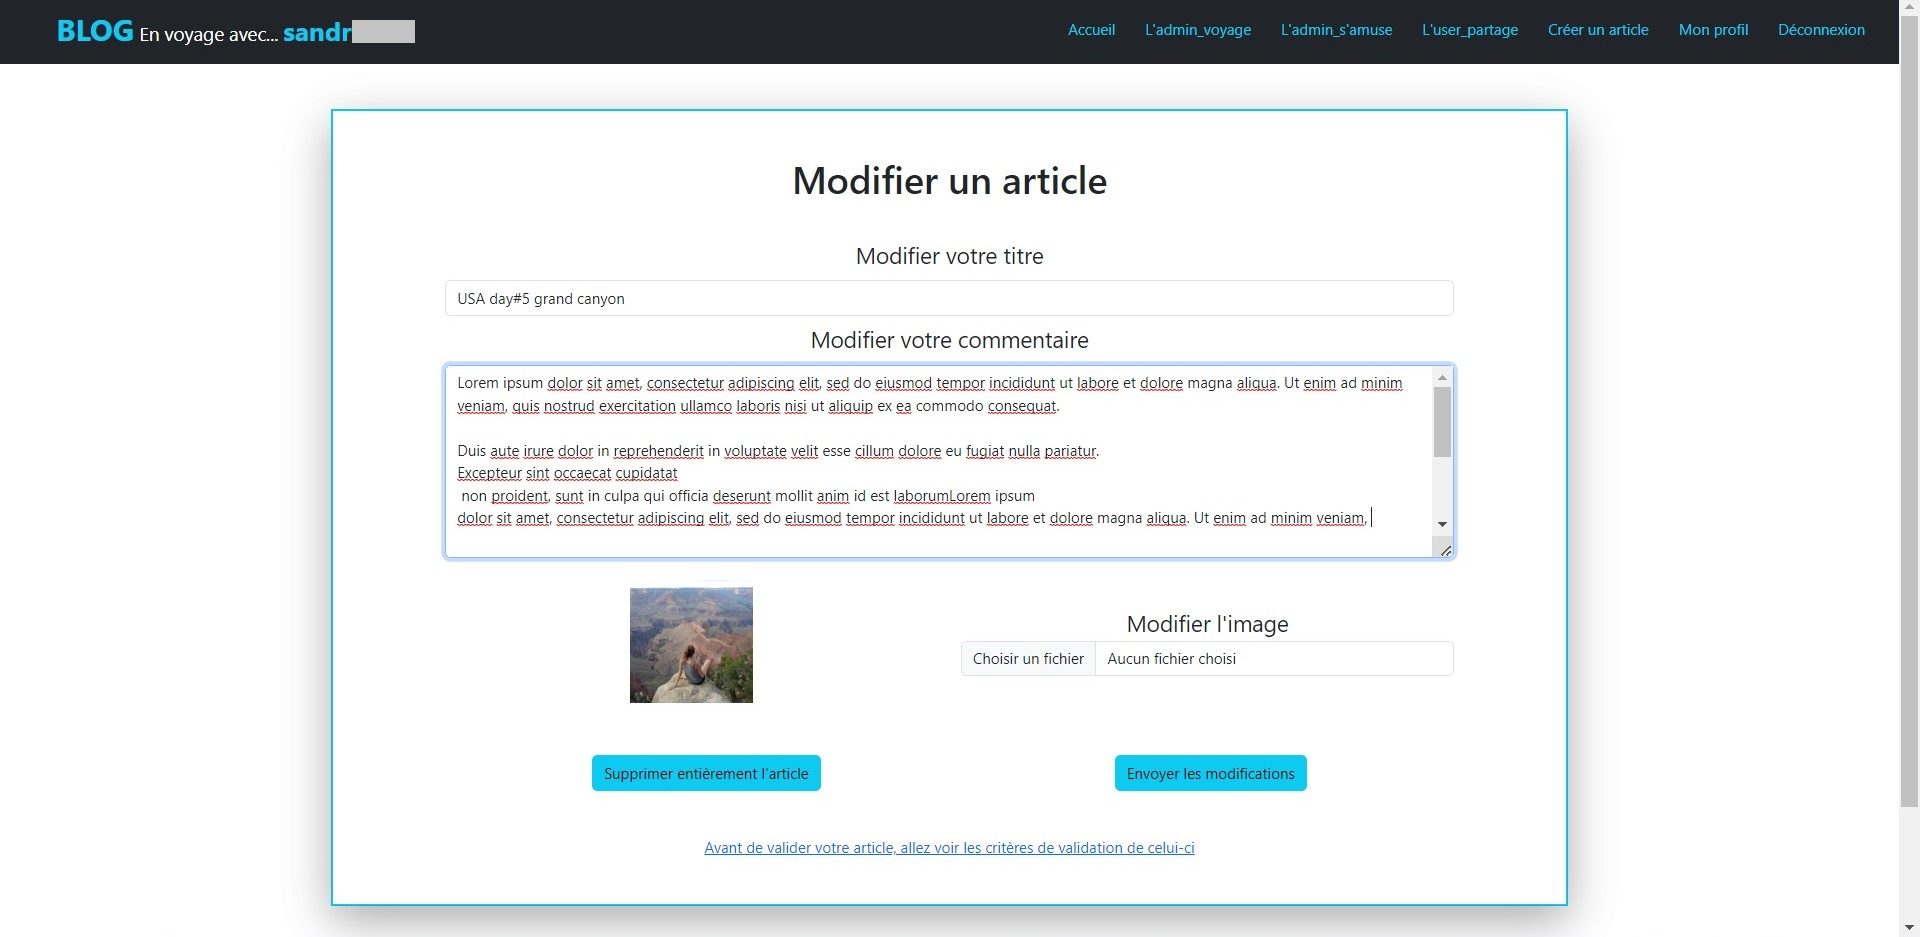 BLOG En voyage avec... sandr
Accueil L'admin_voyage L'admin_s'amuse L'user_partage Créer un article Mon profil Déconnexion
Modifier un article
Modifier votre titre
USA day#5 grand canyon
Modifier votre commentaire
Lorem ipsum dolor sit amet, consectetur adipiscing elit, sed do eiusmod tempor incididunt ut labore et dolore magna aliqua. Ut enim ad minim
veniam, quis nostrud exercitation ullamco laboris nisi ut aliquip ex ea commodo consequat.
Duis aute irure dolor in reprehenderit in voluptate velit esse cillum dolore eu fugiat nulla pariatur.
Excepteur sint occaecat cupidatat
non proident, sunt in culpa qui officia deserunt mollit anim id est laborumLorem ipsum
dolor sit amet, consectetur adipiscing elit, sed do eiusmod tempor incididunt ut labore et dolore magna aliqua. Ut enim ad minim veniam,
Modifier l'image
Choisir un fichier Aucun fichier choisi
Supprimer entièrement l'article Envoyer les modifications
Avant de valider votre article, allez voir les critères de validation de celui-ci